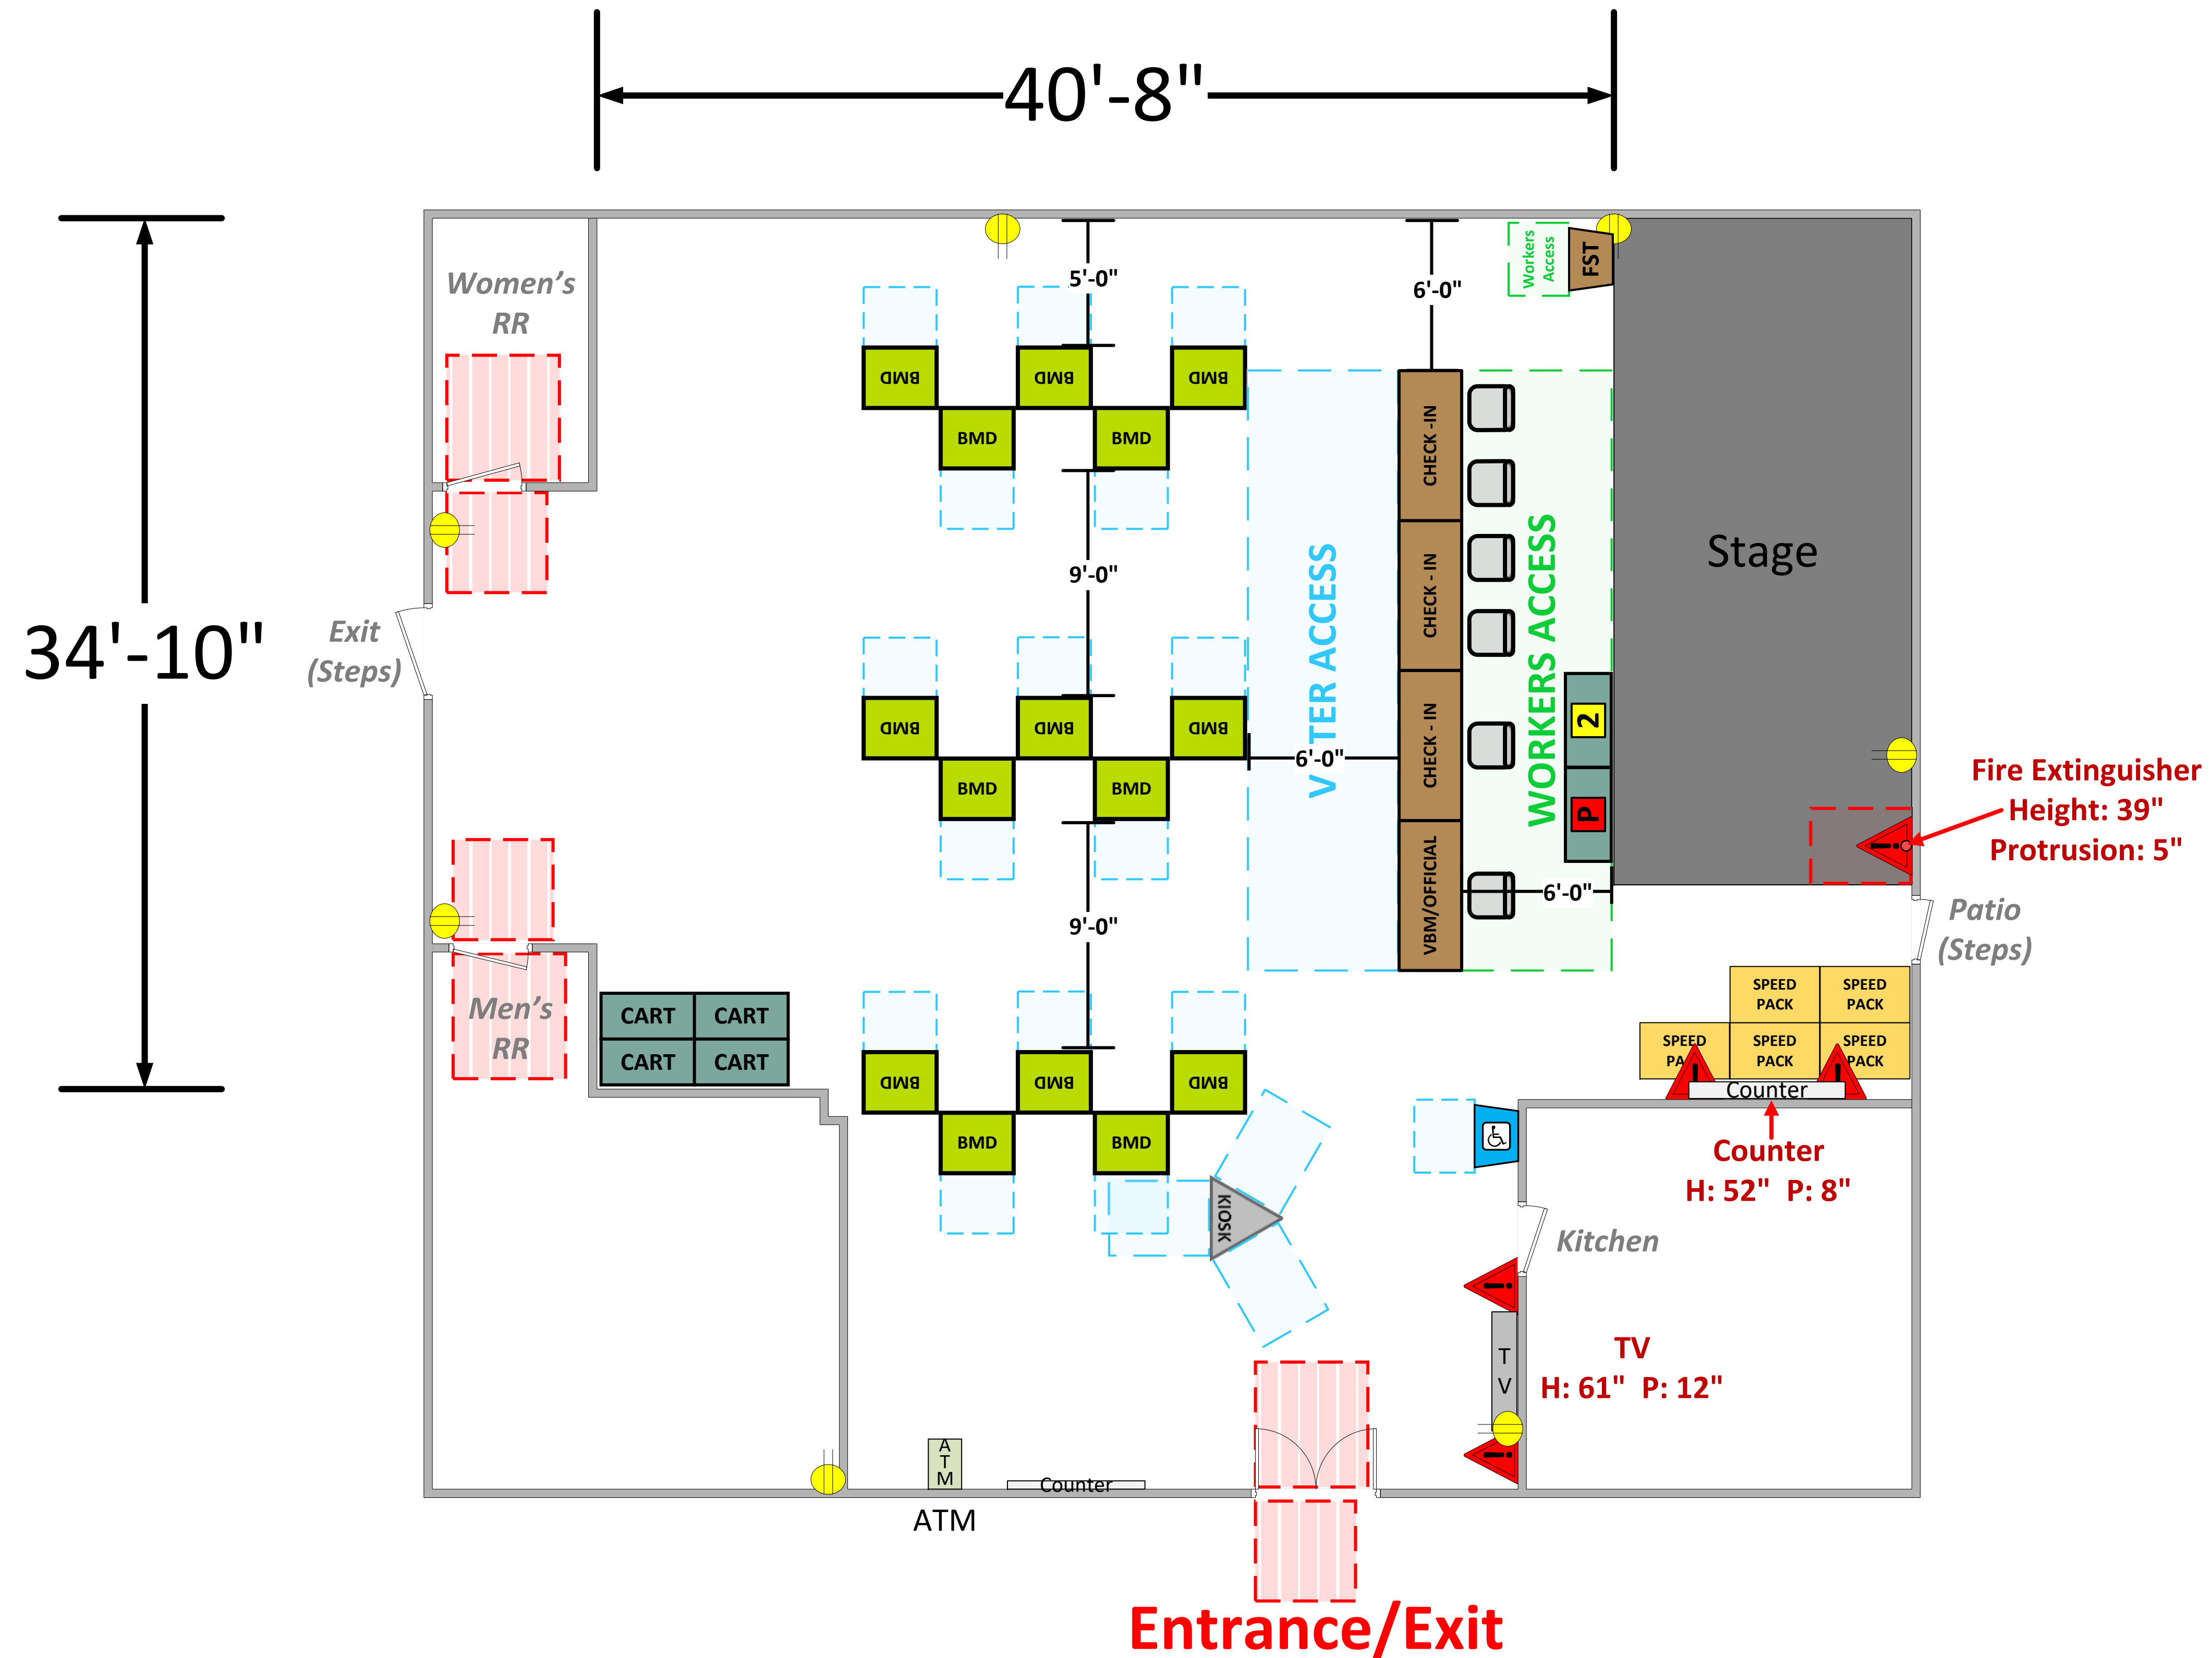 40'-8"
34'-10"
Women's
RR
5'-0"
6'-0"
Workers
Access
FST
BMD
BMD
BMD
BMD
BMD
CHECK -IN
9'-0"
CHECK - IN
Stage
Exit
(Steps)
VOTER ACCESS
WORKERS ACCESS
BMD
BMD
BMD
BMD
BMD
6'-0"
CHECK - IN
2
P
Fire Extinguisher
Height: 39"
Protrusion: 5"
9'-0"
VBM/OFFICIAL
6'-0"
Patio
(Steps)
Men's
RR
CART
CART
CART
CART
SPEED
PACK
SPEED
PACK
SPEED
PACK
SPEED
PACK
SPEED
PACK
Counter
BMD
BMD
BMD
BMD
BMD
Counter
H: 52" P: 8"
KIOSK
Kitchen
TV
TV
H: 61" P: 12"
ATM
Counter
ATM
Entrance/Exit